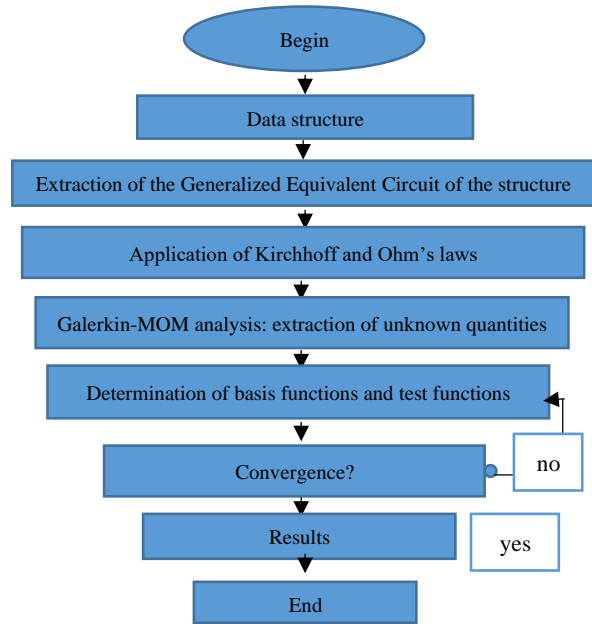 Begin
Data structure
Extraction of the Generalized Equivalent Circuit of the structure
Application of Kirchhoff and Ohm’s laws
Galerkin-MOM analysis: extraction of unknown quantities
Determination of basis functions and test functions
no
Convergence?
Results
yes
End